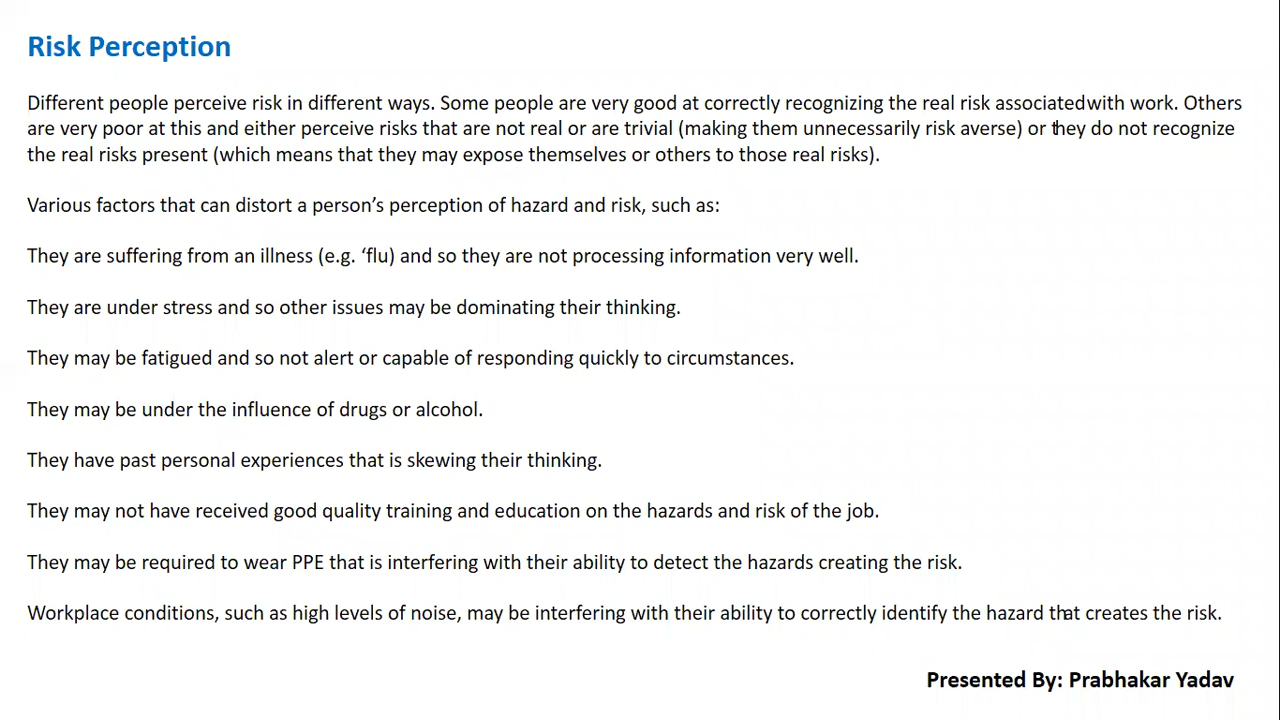 Risk Perception
Different people perceive risk in different ways. Some people are very good at correctly recognizing the real risk associated with work. Others
are very poor at this and either perceive risks that are not real or are trivial (making them unnecessarily risk averse) or they do not recognize
the real risks present (which means that they may expose themselves or others to those real risks).
Various factors that can distort a person’s perception of hazard and risk, such as:
They are suffering from an illness (e.g. ‘flu) and so they are not processing information very well.
They are under stress and so other issues may be dominating their thinking.
They may be fatigued and so not alert or capable of responding quickly to circumstances.
They may be under the influence of drugs or alcohol.
They have past personal experiences that is skewing their thinking.
They may not have received good quality training and education on the hazards and risk of the job.
They may be required to wear PPE that is interfering with their ability to detect the hazards creating the risk.
Workplace conditions, such as high levels of noise, may be interfering with their ability to correctly identify the hazard that creates the risk.
Presented By: Prabhakar Yadav